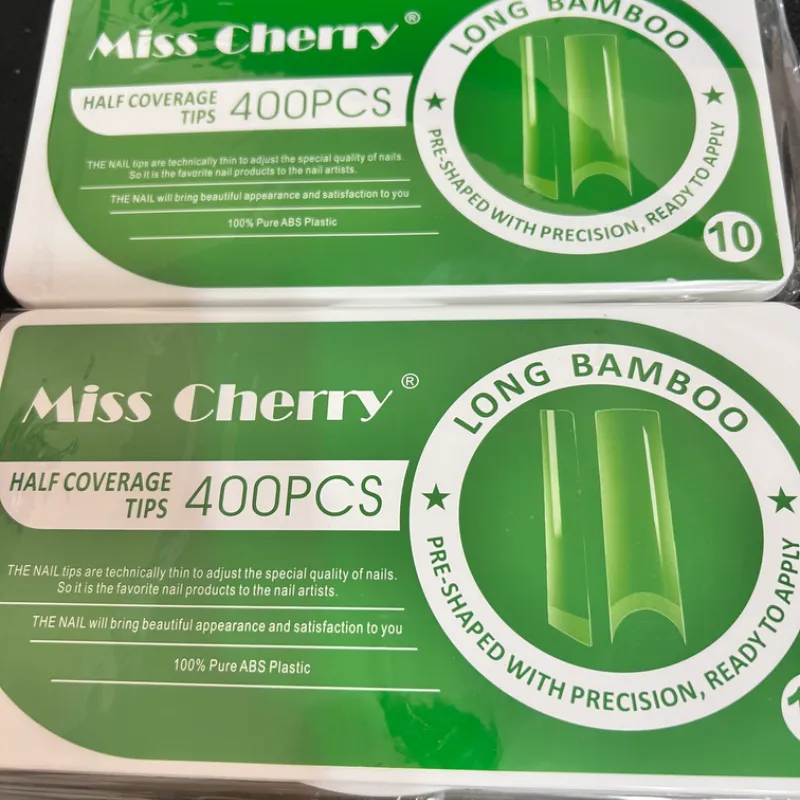 Miss Cherry®
HALF COVERAGE
TIPS 400PCS
THE NAIL tips are technically thin to adjust the special quality of nails.
So it is the favorite nail products to the nail artists.
THE NAIL will bring beautiful appearance and satisfaction to you
100% Pure ABS Plastic
LONG BAMBOO
PRE-SHAPED WITH PRECISION, READY TO APPLY
10
Miss Cherry®
HALF COVERAGE
TIPS 400PCS
THE NAIL tips are technically thin to adjust the special quality of nails.
So it is the favorite nail products to the nail artists.
THE NAIL will bring beautiful appearance and satisfaction to you
100% Pure ABS Plastic
LONG BAMBOO
PRE-SHAPED WITH PRECISION, READY TO APPLY